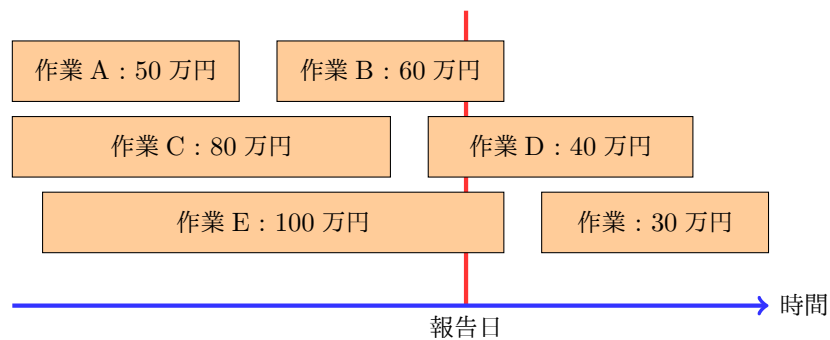 作業 A : 50 万円
作業 B : 60 万円
作業 C : 80 万円
作業 D : 40 万円
作業 E : 100 万円
作業 : 30 万円
時間
報告日